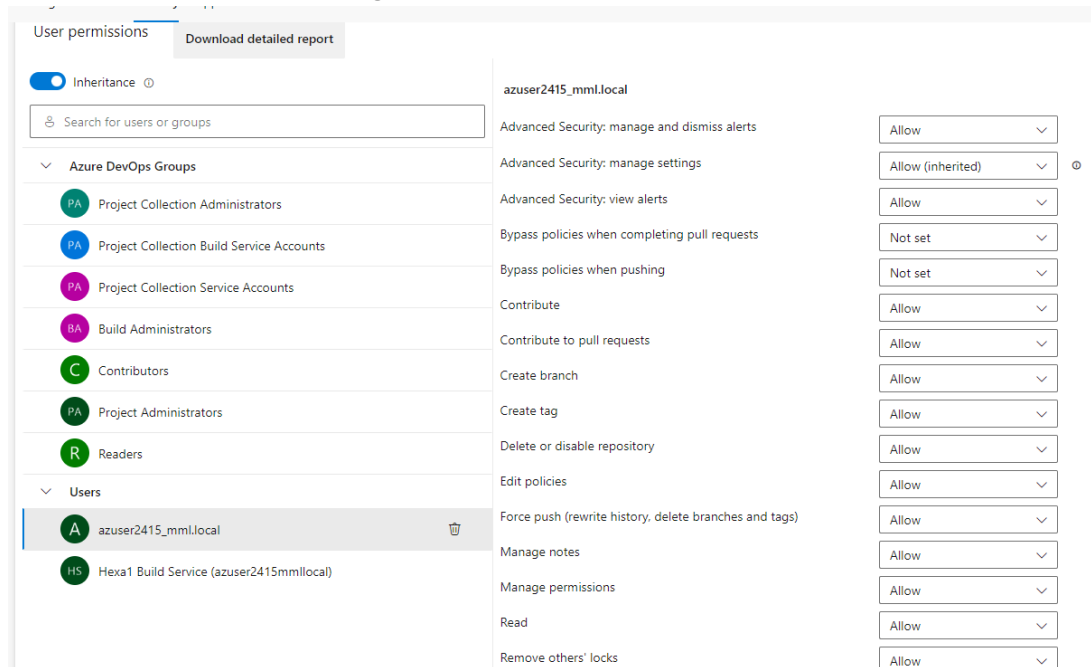 User permissions
Download detailed report
Inheritance
Search for users or groups
Azure DevOps Groups
PA Project Collection Administrators
PA Project Collection Build Service Accounts
PA Project Collection Service Accounts
BA Build Administrators
C Contributors
PA Project Administrators
R Readers
Users
A azuser2415_mml.local
HS Hexa1 Build Service (azuser2415mmllocal)
azuser2415_mml.local
Advanced Security: manage and dismiss alerts Allow
Advanced Security: manage settings Allow (inherited)
Advanced Security: view alerts Allow
Bypass policies when completing pull requests Not set
Bypass policies when pushing Not set
Contribute Allow
Contribute to pull requests Allow
Create branch Allow
Create tag Allow
Delete or disable repository Allow
Edit policies Allow
Force push (rewrite history, delete branches and tags) Allow
Manage notes Allow
Manage permissions Allow
Read Allow
Remove others' locks Allow